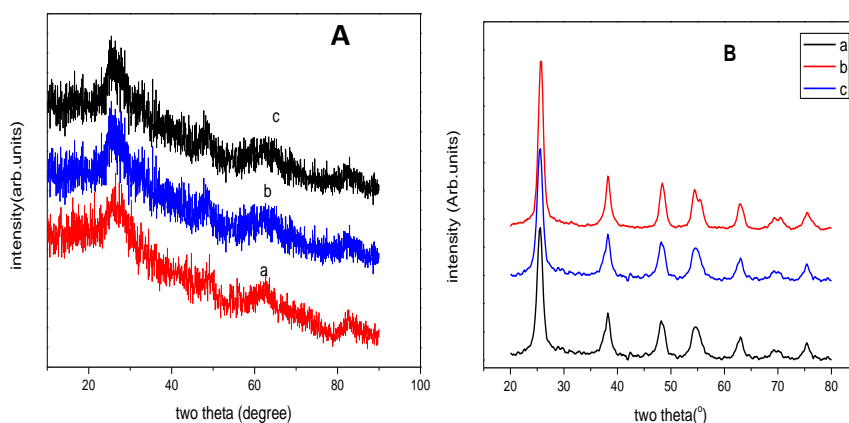 A
c
b
a
intensity(arb.units)
20 40 60 80 100
two theta (degree)
B
a
b
c
intensity (Arb.units)
20 30 40 50 60 70 80
two theta(°)